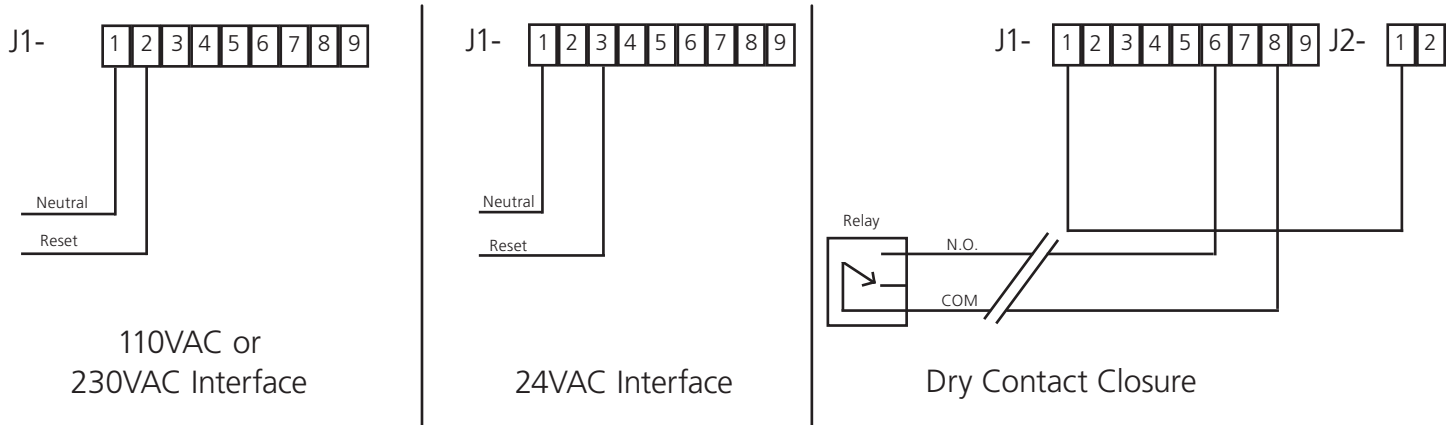 J1- 1 2 3 4 5 6 7 8 9
Neutral
Reset
110VAC or
230VAC Interface
J1- 1 2 3 4 5 6 7 8 9
Neutral
Reset
24VAC Interface
J1- 1 2 3 4 5 6 7 8 9 J2- 1 2
Relay
N.O.
COM
Dry Contact Closure